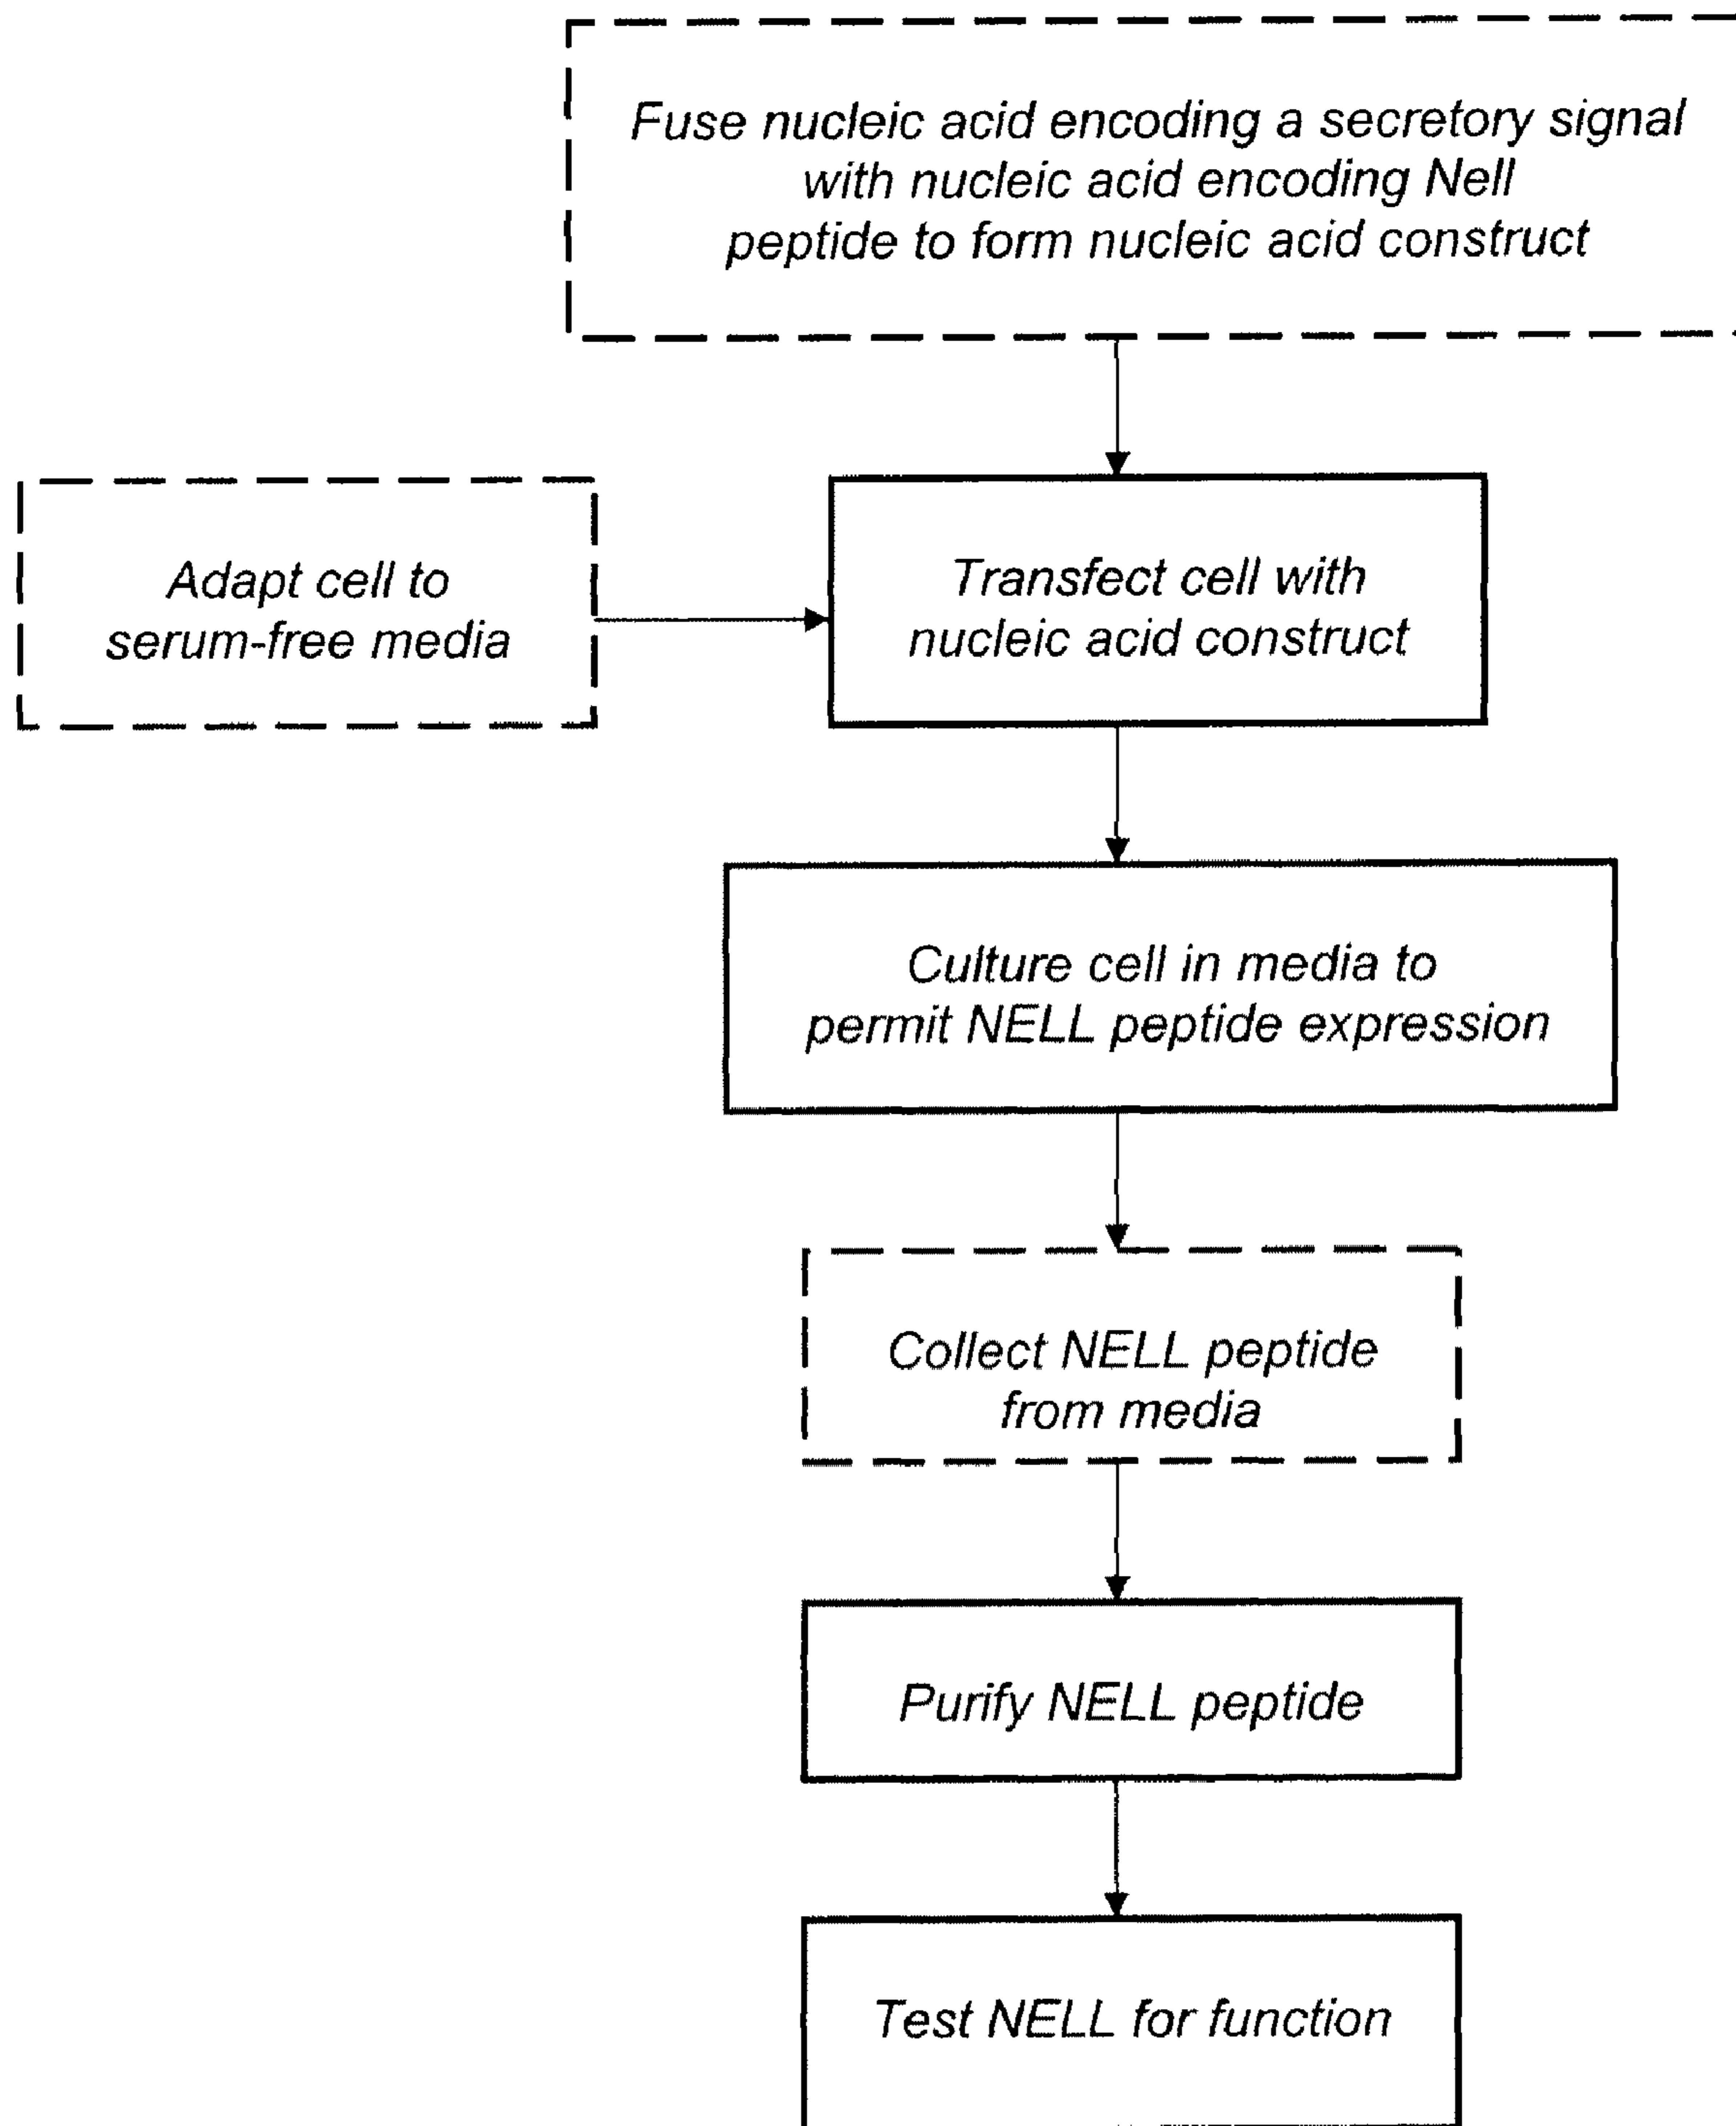 Fuse nucleic acid encoding a secretory signal
with nucleic acid encoding Nell
peptide to form nucleic acid construct
Adapt cell to
serum-free media
Transfect cell with
nucleic acid construct
Culture cell in media to
permit NELL peptide expression
Collect NELL peptide
from media
Purify NELL peptide
Test NELL for function